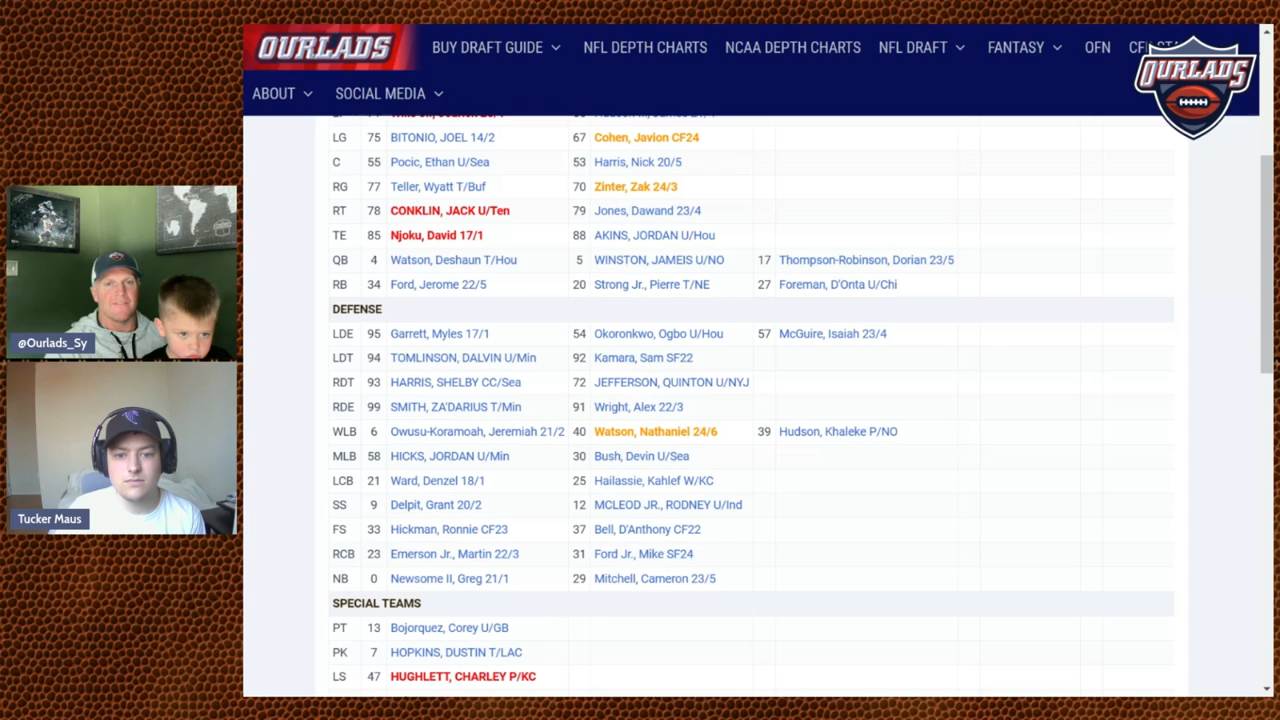 OURLADS
BUY DRAFT GUIDE NFL DEPTH CHARTS NCAA DEPTH CHARTS NFL DRAFT FANTASY OFN
OURLADS
ABOUT SOCIAL MEDIA
LG 75 BITONIO, JOEL 14/2 67 Cohen, Javion CF24
C 55 Pocic, Ethan U/Sea 53 Harris, Nick 20/5
RG 77 Teller, Wyatt T/Buf 70 Zinter, Zak 24/3
RT 78 CONKLIN, JACK U/Ten 79 Jones, Dawand 23/4
TE 85 Njoku, David 17/1 88 AKINS, JORDAN U/Hou
QB 4 Watson, Deshaun T/Hou 5 WINSTON, JAMEIS U/NO 17 Thompson-Robinson, Dorian 23/5
RB 34 Ford, Jerome 22/5 20 Strong Jr., Pierre T/NE 27 Foreman, D'Onta U/Chi
DEFENSE
LDE 95 Garrett, Myles 17/1 54 Okoronkwo, Ogbo U/Hou 57 McGuire, Isaiah 23/4
LDT 94 TOMLINSON, DALVIN U/Min 92 Kamara, Sam SF22
RDT 93 HARRIS, SHELBY CC/Sea 72 JEFFERSON, QUINTON U/NYJ
RDE 99 SMITH, ZA'DARIUS T/Min 91 Wright, Alex 22/3
WLB 6 Owusu-Koramoah, Jeremiah 21/2 40 Watson, Nathaniel 24/6 39 Hudson, Khaleke P/NO
MLB 58 HICKS, JORDAN U/Min 30 Bush, Devin U/Sea
LCB 21 Ward, Denzel 18/1 25 Hailassie, Kahlef W/KC
SS 9 Delpit, Grant 20/2 12 MCLEOD JR., RODNEY U/Ind
FS 33 Hickman, Ronnie CF23 37 Bell, D'Anthony CF22
RCB 23 Emerson Jr., Martin 22/3 31 Ford Jr., Mike SF24
NB 0 Newsome II, Greg 21/1 29 Mitchell, Cameron 23/5
SPECIAL TEAMS
PT 13 Bojorquez, Corey U/GB
PK 7 HOPKINS, DUSTIN T/LAC
LS 47 HUGHLETT, CHARLEY P/KC
@Ourlads_Sy
Tucker Maus